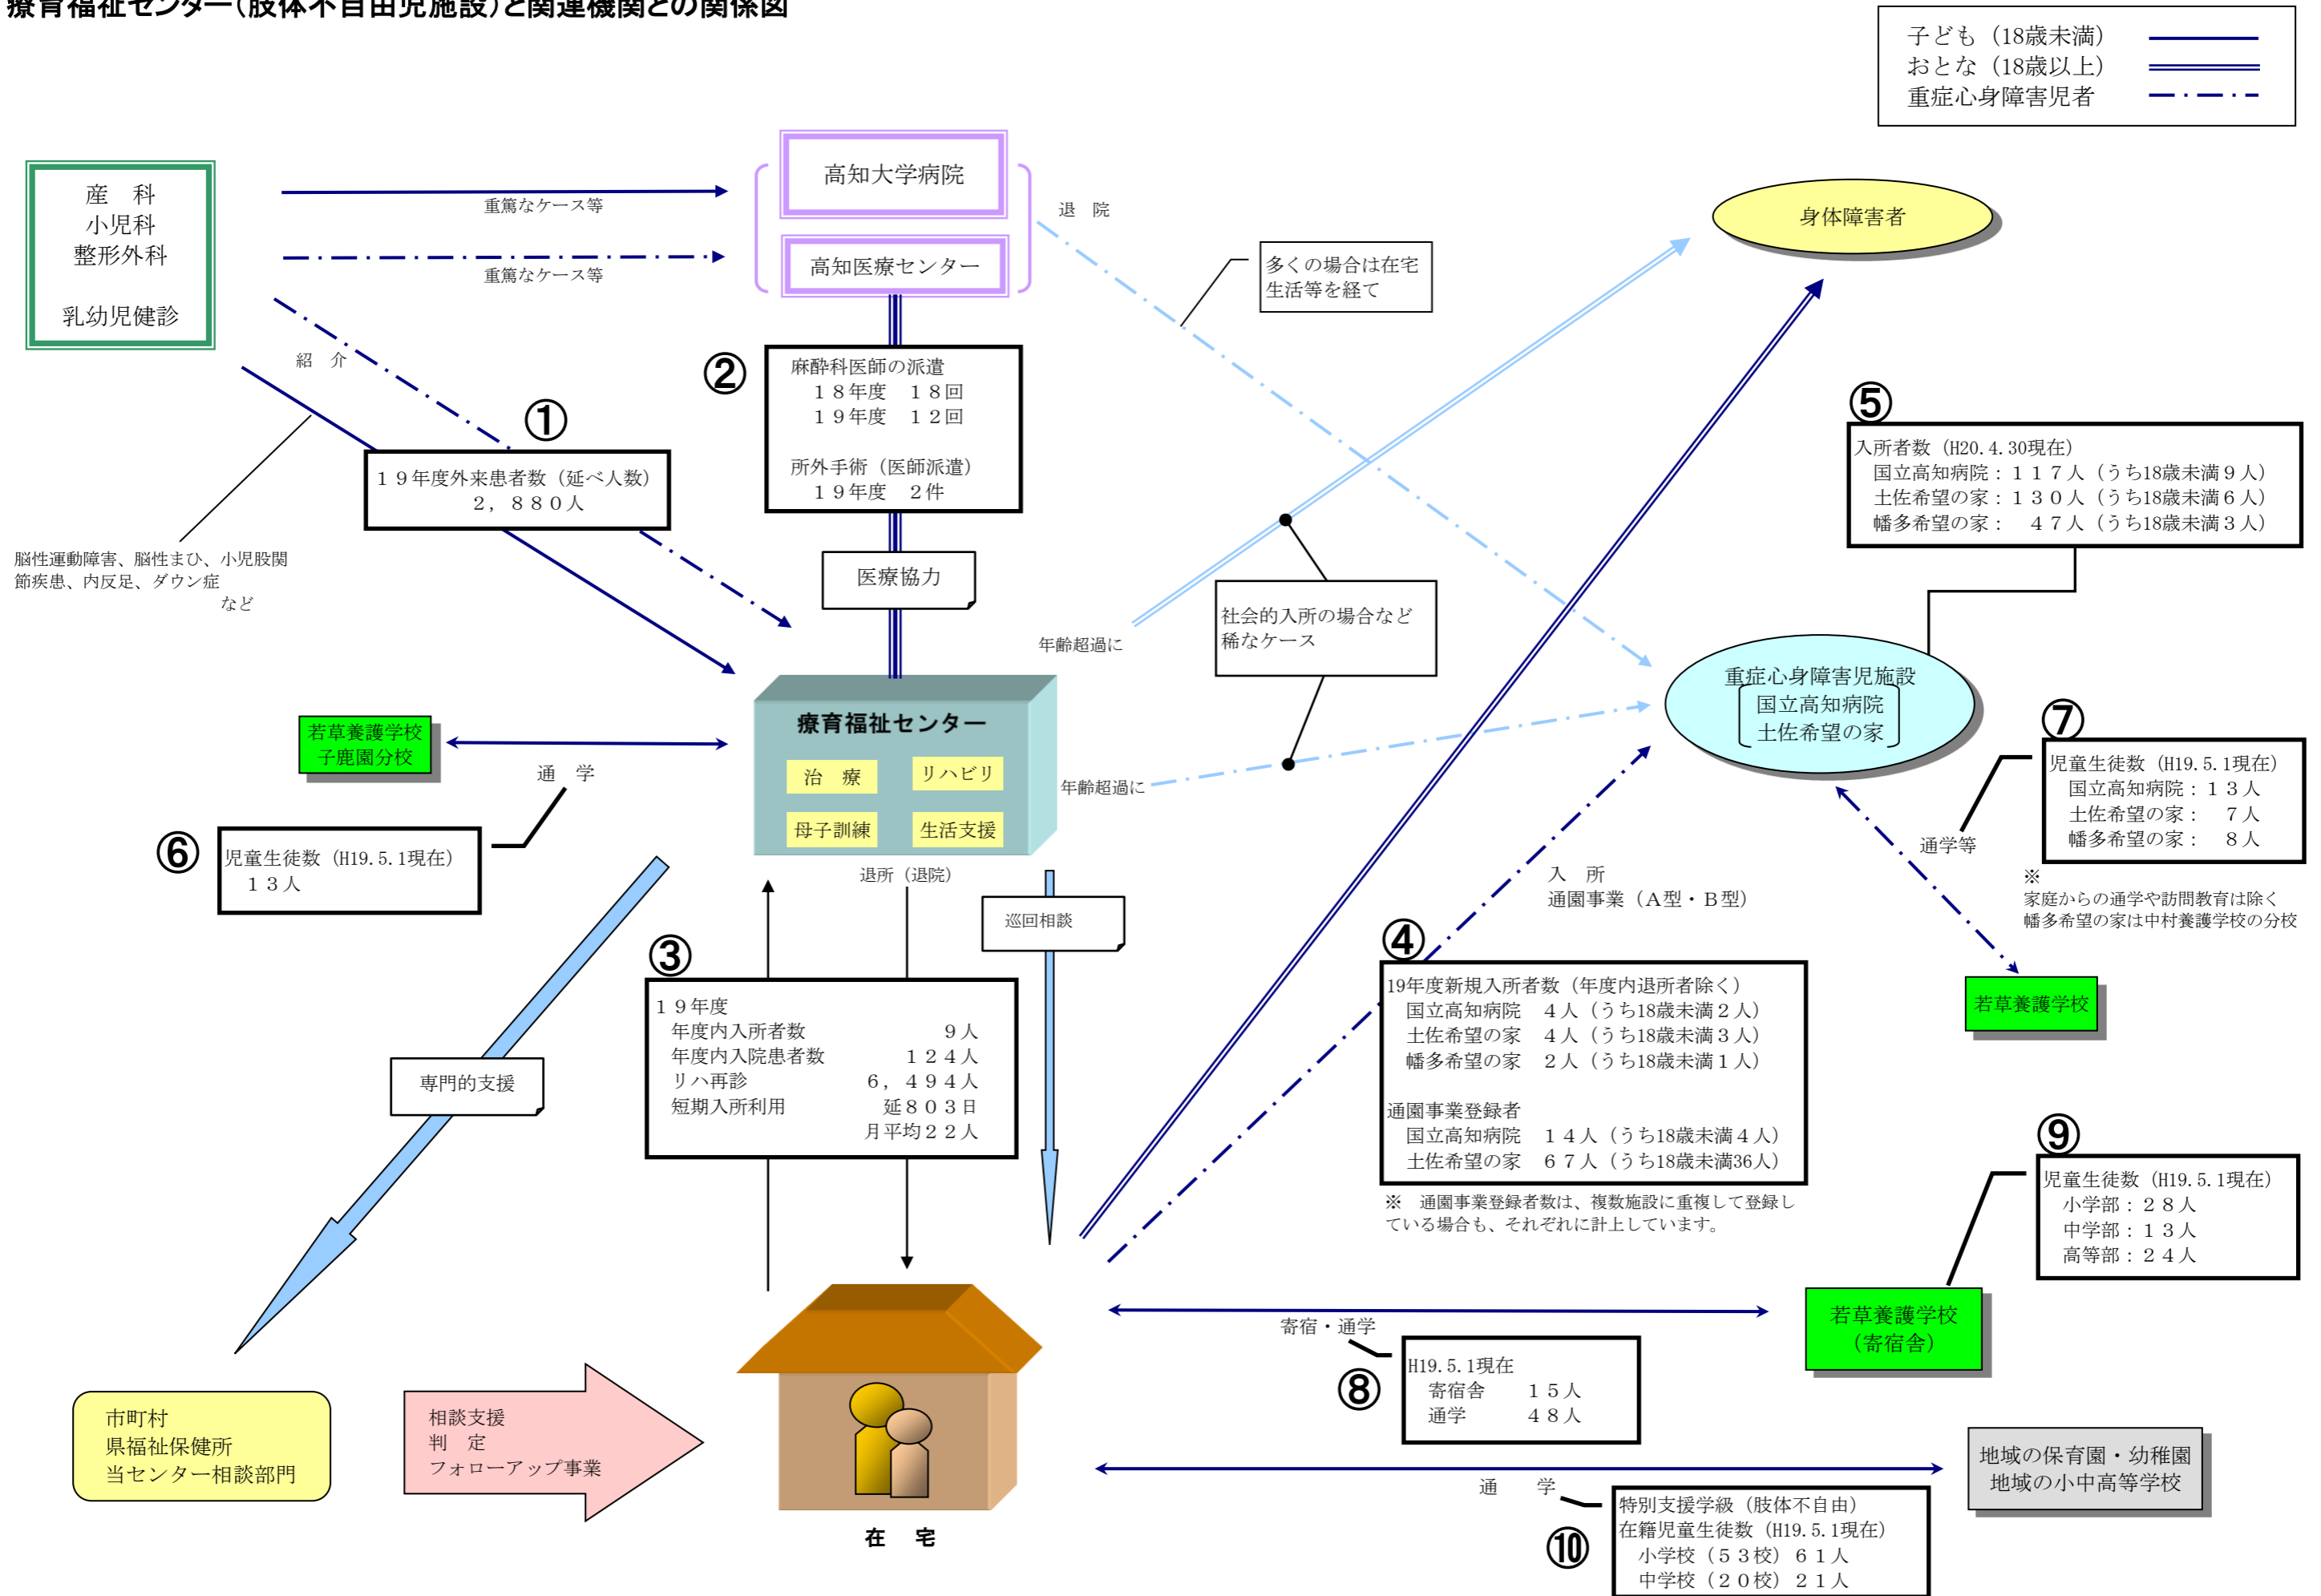 療育福祉センター（肢体不自由児施設）と関連機関との関係図
子ども（18歳未満）
おとな（18歳以上）
重症心身障害児者
産　科
小児科
整形外科
乳幼児健診
重篤なケース等
重篤なケース等
高知大学病院
高知医療センター
退　院
多くの場合は在宅
生活等を経て
身体障害者
紹　介
①
１９年度外来患者数（延べ人数）
２，８８０人
脳性運動障害、脳性まひ、小児股関
節疾患、内反足、ダウン症
など
②
麻酔科医師の派遣
１８年度　１８回
１９年度　１２回
所外手術（医師派遣）
１９年度　２件
医療協力
⑤
入所者数（H20.4.30現在）
国立高知病院：１１７人（うち18歳未満９人）
土佐希望の家：１３０人（うち18歳未満６人）
幡多希望の家：　４７人（うち18歳未満３人）
年齢超過に
社会的入所の場合など
稀なケース
年齢超過に
重症心身障害児施設
国立高知病院
土佐希望の家
療育福祉センター
治　療
リハビリ
母子訓練
生活支援
若草養護学校
子鹿園分校
通　学
⑥
児童生徒数（H19.5.1現在）
１３人
⑦
児童生徒数（H19.5.1現在）
国立高知病院：１３人
土佐希望の家：　７人
幡多希望の家：　８人
通学等
※
家庭からの通学や訪問教育は除く
幡多希望の家は中村養護学校の分校
退所（退院）
巡回相談
入　所
通園事業（Ａ型・Ｂ型）
③
１９年度
年度内入所者数　９人
年度内入院患者数　１２４人
リハ再診　６，４９４人
短期入所利用　延８０３日
月平均２２人
④
19年度新規入所者数（年度内退所者除く）
国立高知病院　４人（うち18歳未満２人）
土佐希望の家　４人（うち18歳未満３人）
幡多希望の家　２人（うち18歳未満１人）
通園事業登録者
国立高知病院　１４人（うち18歳未満４人）
土佐希望の家　６７人（うち18歳未満36人）
※　通園事業登録者数は、複数施設に重複して登録し
ている場合も、それぞれに計上しています。
若草養護学校
専門的支援
⑨
児童生徒数（H19.5.1現在）
小学部：２８人
中学部：１３人
高等部：２４人
若草養護学校
（寄宿舎）
寄宿・通学
⑧
H19.5.1現在
寄宿舎　１５人
通学　４８人
市町村
県福祉保健所
当センター相談部門
相談支援
判　定
フォローアップ事業
在　宅
地域の保育園・幼稚園
地域の小中高等学校
通　学
⑩
特別支援学級（肢体不自由）
在籍児童生徒数（H19.5.1現在）
小学校（５３校）６１人
中学校（２０校）２１人